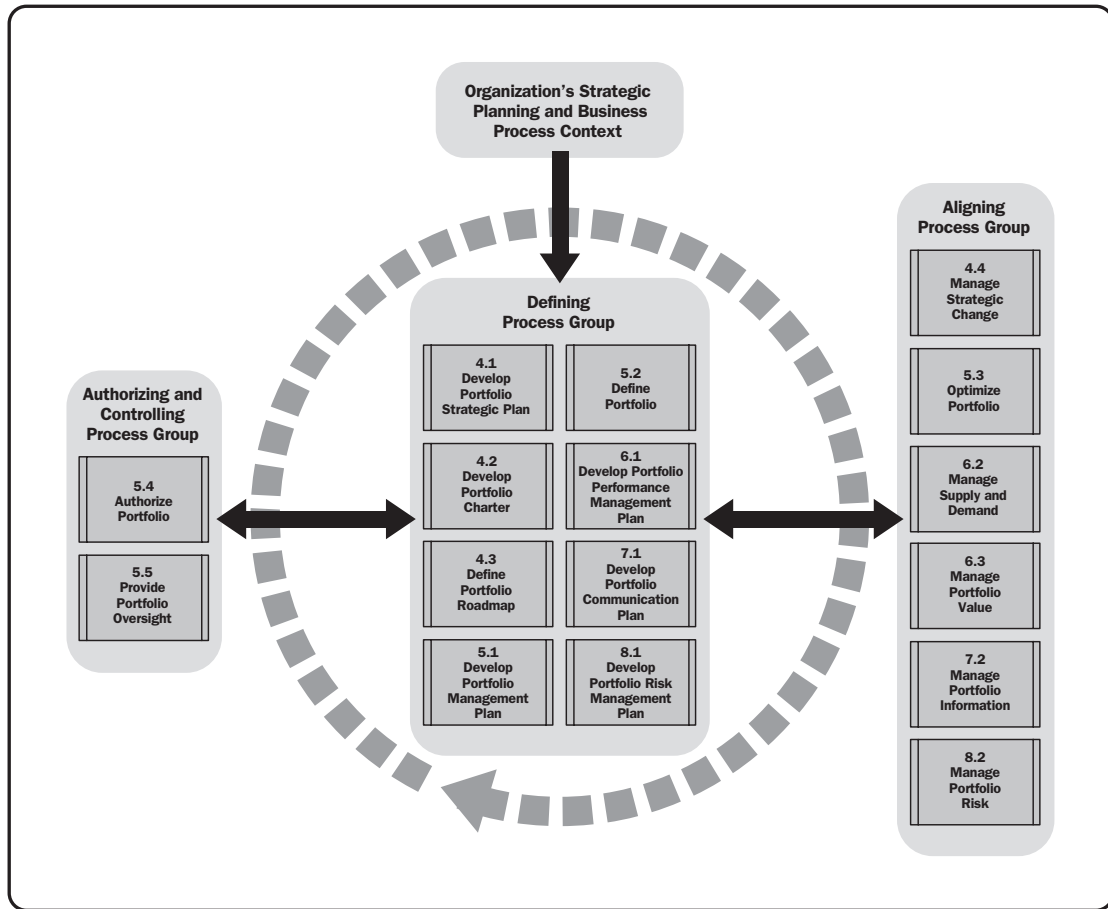 Organization's Strategic
Planning and Business
Process Context
Authorizing and
Controlling
Process Group
5.4
Authorize
Portfolio
5.5
Provide
Portfolio
Oversight
Defining
Process Group
4.1
Develop
Portfolio
Strategic Plan
5.2
Define
Portfolio
4.2
Develop
Portfolio
Charter
6.1
Develop Portfolio
Performance
Management
Plan
4.3
Define
Portfolio
Roadmap
7.1
Develop
Portfolio
Communication
Plan
5.1
Develop
Portfolio
Management
Plan
8.1
Develop
Portfolio Risk
Management
Plan
Aligning
Process Group
4.4
Manage
Strategic
Change
5.3
Optimize
Portfolio
6.2
Manage
Supply and
Demand
6.3
Manage
Portfolio
Value
7.2
Manage
Portfolio
Information
8.2
Manage
Portfolio
Risk